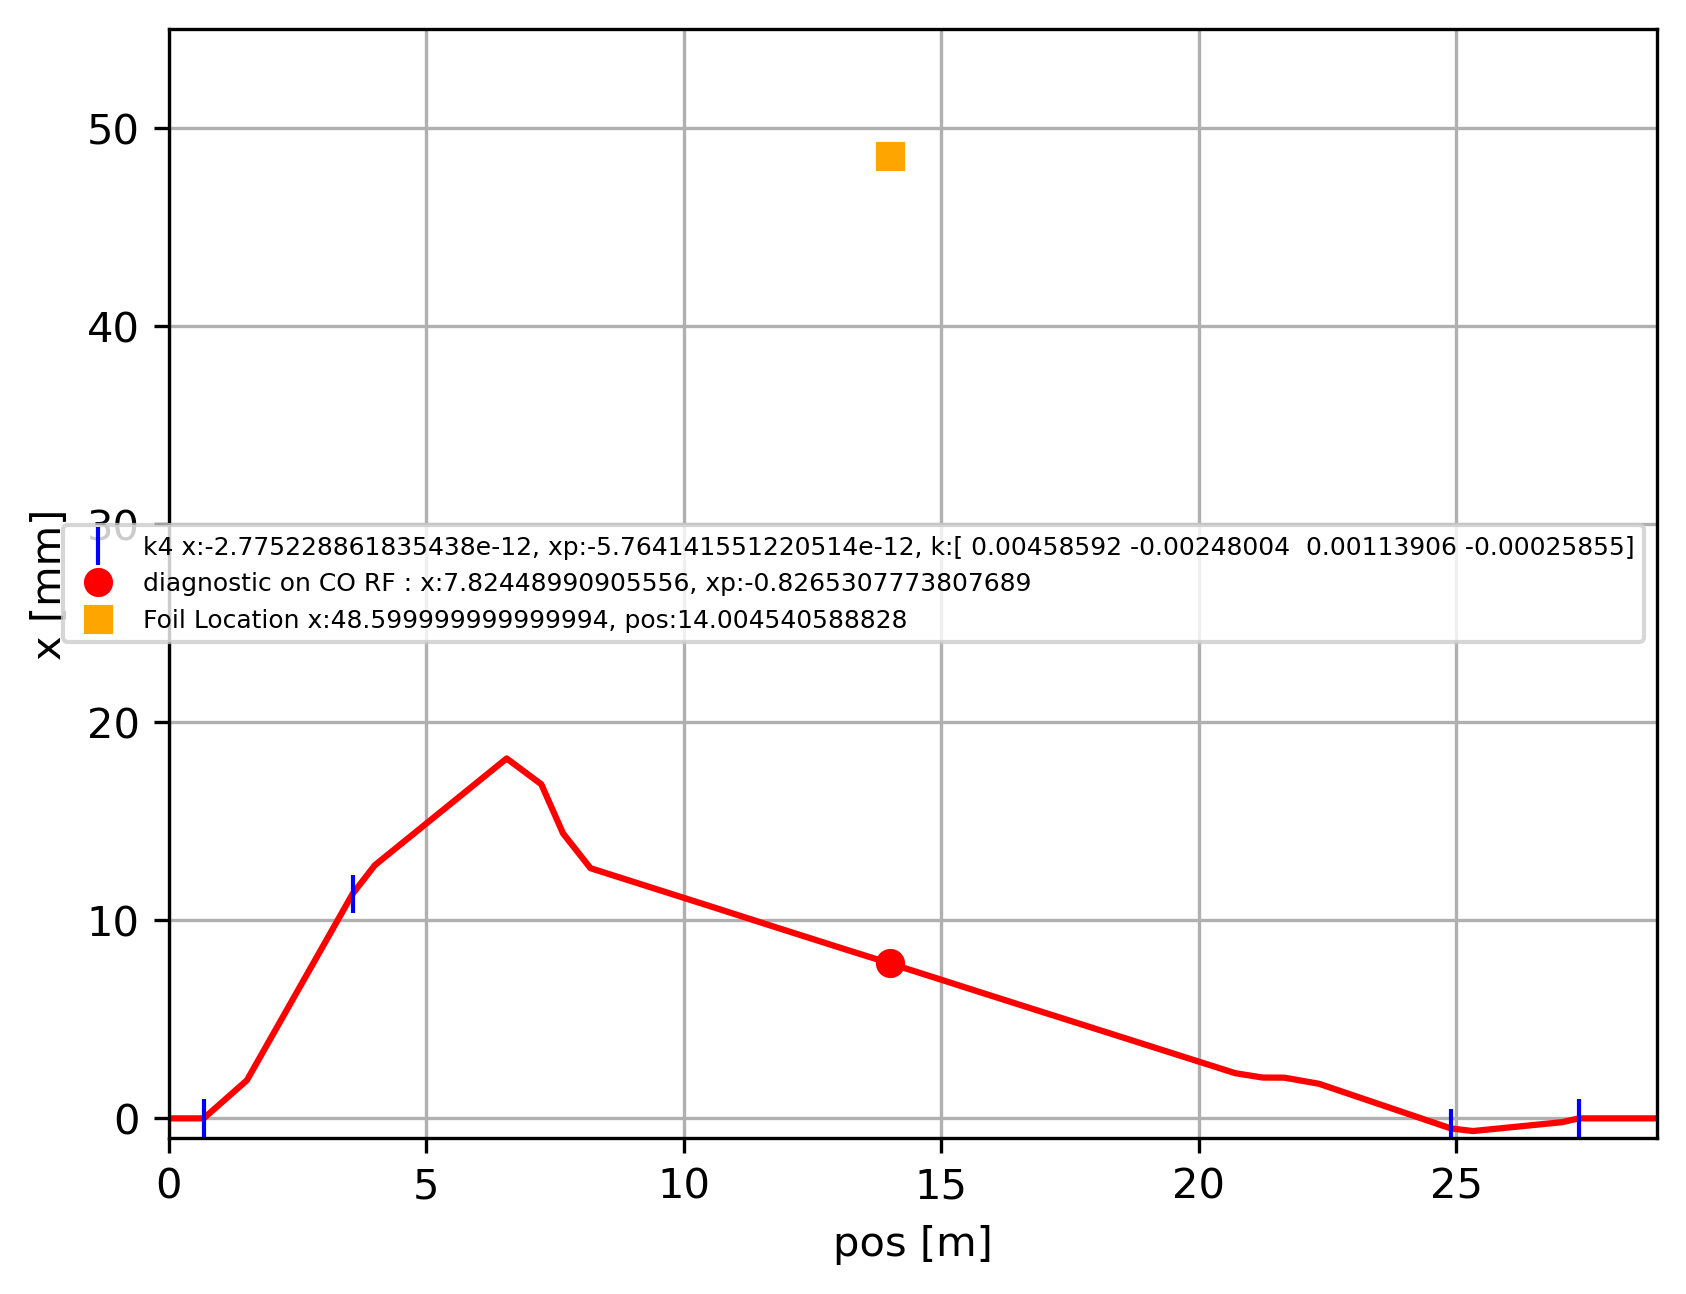 50
40
30
x [mm]
k4 x:-2.775228861835438e-12, xp:-5.764141551220514e-12, k:[ 0.00458592 -0.00248004  0.00113906 -0.00025855]
diagnostic on CO RF : x:7.82448990905556, xp:-0.8265307773807689
Foil Location x:48.599999999999994, pos:14.004540588828
20
10
0
0 5 10 15 20 25
pos [m]